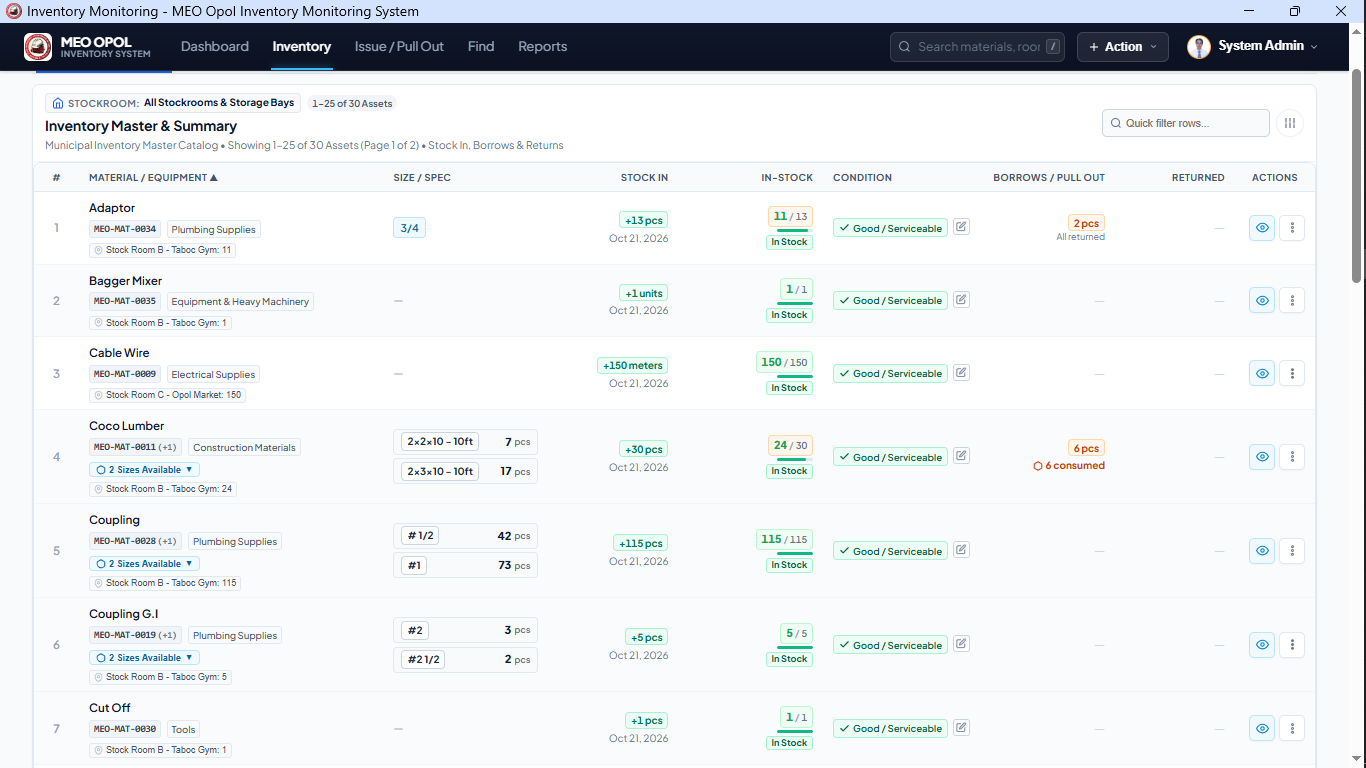 Inventory Monitoring - MEO Opol Inventory Monitoring System
MEO OPOL
INVENTORY SYSTEM
Dashboard Inventory Issue / Pull Out Find Reports
Search materials, roor /
+ Action
System Admin
STOCKROOM: All Stockrooms & Storage Bays 1–25 of 30 Assets
Inventory Master & Summary
Municipal Inventory Master Catalog • Showing 1–25 of 30 Assets (Page 1 of 2) • Stock In, Borrows & Returns
Quick filter rows...
# MATERIAL / EQUIPMENT ▲ SIZE / SPEC STOCK IN IN-STOCK CONDITION BORROWS / PULL OUT RETURNED ACTIONS
1 Adaptor
MEO-MAT-0034 Plumbing Supplies
Stock Room B - Taboc Gym: 11
3/4
+13 pcs
Oct 21, 2026
11 / 13
In Stock
✓ Good / Serviceable
2 pcs
All returned
—
2 Bagger Mixer
MEO-MAT-0035 Equipment & Heavy Machinery
Stock Room B - Taboc Gym: 1
—
+1 units
Oct 21, 2026
1 / 1
In Stock
✓ Good / Serviceable
—
—
3 Cable Wire
MEO-MAT-0009 Electrical Supplies
Stock Room C - Opol Market: 150
—
+150 meters
Oct 21, 2026
150 / 150
In Stock
✓ Good / Serviceable
—
—
4 Coco Lumber
MEO-MAT-0011 (+1) Construction Materials
2 Sizes Available ▼
Stock Room B - Taboc Gym: 24
2×2×10 - 10ft 7 pcs
2×3×10 - 10ft 17 pcs
+30 pcs
Oct 21, 2026
24 / 30
In Stock
✓ Good / Serviceable
6 pcs
6 consumed
—
5 Coupling
MEO-MAT-0028 (+1) Plumbing Supplies
2 Sizes Available ▼
Stock Room B - Taboc Gym: 115
# 1/2 42 pcs
#1 73 pcs
+115 pcs
Oct 21, 2026
115 / 115
In Stock
✓ Good / Serviceable
—
—
6 Coupling G.I
MEO-MAT-0019 (+1) Plumbing Supplies
2 Sizes Available ▼
Stock Room B - Taboc Gym: 5
#2 3 pcs
#2 1/2 2 pcs
+5 pcs
Oct 21, 2026
5 / 5
In Stock
✓ Good / Serviceable
—
—
7 Cut Off
MEO-MAT-0030 Tools
Stock Room B - Taboc Gym: 1
—
+1 pcs
Oct 21, 2026
1 / 1
In Stock
✓ Good / Serviceable
—
—